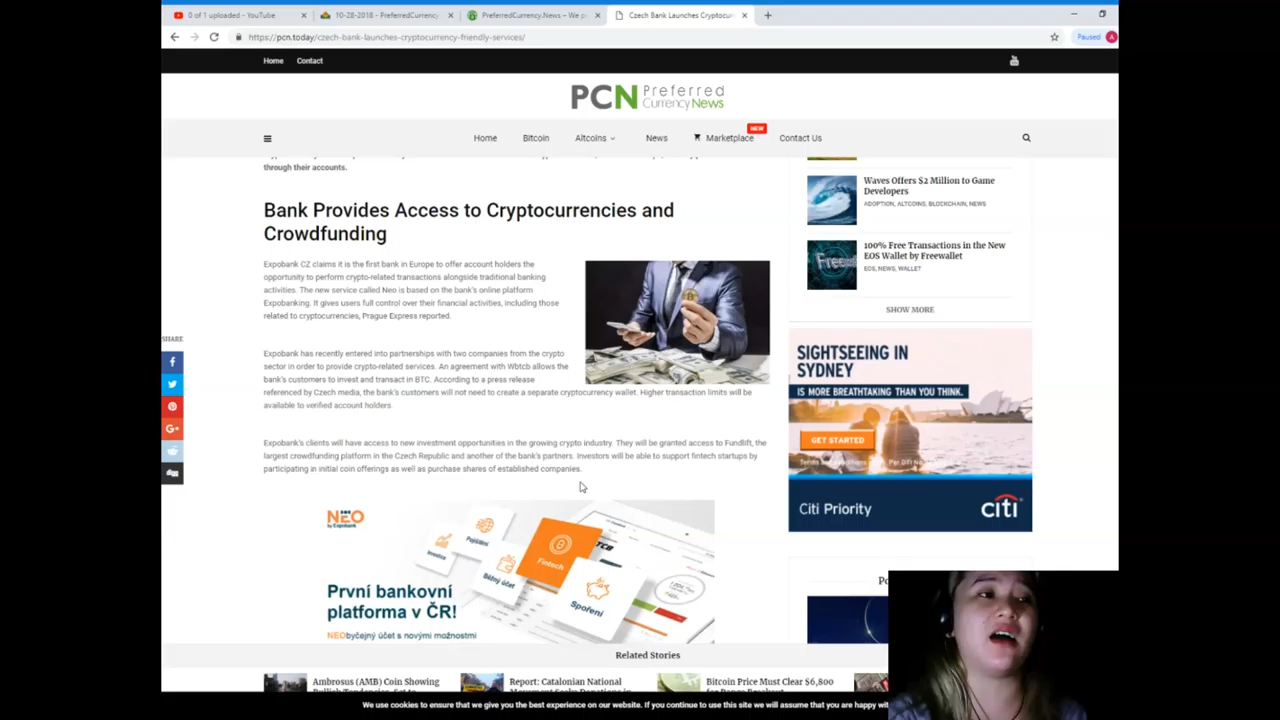 0 of 1 uploaded - YouTube
10-28-2018 - PreferredCurrency
PreferredCurrency.News – We p
Czech Bank Launches Cryptocur
https://pcn.today/czech-bank-launches-cryptocurrency-friendly-services/
Paused
A
Home
Contact
PCN Preferred
Currency News
Home
Bitcoin
Altcoins
News
NEW
Marketplace
Contact Us
through their accounts.
Bank Provides Access to Cryptocurrencies and
Crowdfunding
Expobank CZ claims it is the first bank in Europe to offer account holders the
opportunity to perform crypto-related transactions alongside traditional banking
activities. The new service called Neo is based on the bank's online platform
Expobanking. It gives users full control over their financial activities, including those
related to cryptocurrencies, Prague Express reported.
Expobank has recently entered into partnerships with two companies from the crypto
sector in order to provide crypto-related services. An agreement with Wbtcb allows the
bank's customers to invest and transact in BTC. According to a press release
referenced by Czech media, the bank's customers will not need to create a separate cryptocurrency wallet. Higher transaction limits will be
available to verified account holders.
Expobank's clients will have access to new investment opportunities in the growing crypto industry. They will be granted access to Fundlift, the
largest crowdfunding platform in the Czech Republic and another of the bank's partners. Investors will be able to support fintech startups by
participating in initial coin offerings as well as purchase shares of established companies.
SHARE
NEO
by Expobank
První bankovní
platforma v ČR!
NEObyčejný účet s novými možnostmi
Investice
Pojištění
Běžný účet
Fintech
Spoření
Waves Offers $2 Million to Game
Developers
ADOPTION, ALTCOINS, BLOCKCHAIN, NEWS
100% Free Transactions in the New
EOS Wallet by Freewallet
EOS, NEWS, WALLET
SHOW MORE
SIGHTSEEING IN
SYDNEY
IS MORE BREATHTAKING THAN YOU THINK.
GET STARTED
Citi Priority
citi
Related Stories
Ambrosus (AMB) Coin Showing
Report: Catalonian National
Bitcoin Price Must Clear $6,800
We use cookies to ensure that we give you the best experience on our website. If you continue to use this site we will assume that you are happy wi